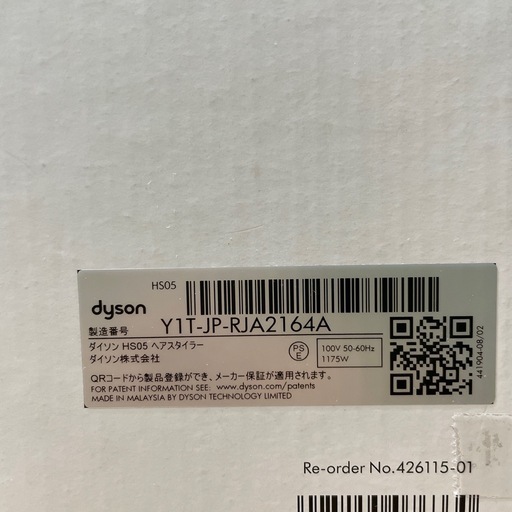 HS05
dyson
製造番号 Y1T-JP-RJA2164A
ダイソン HS05 ヘアスタイラー
ダイソン株式会社
PS
E
100V 50-60Hz
1175W
QRコードから製品登録ができ、メーカー保証が適用されます。
FOR PATENT INFORMATION SEE: www.dyson.com/patents
MADE IN MALAYSIA BY DYSON TECHNOLOGY LIMITED
441904-08/02
Re-order No.426115-01